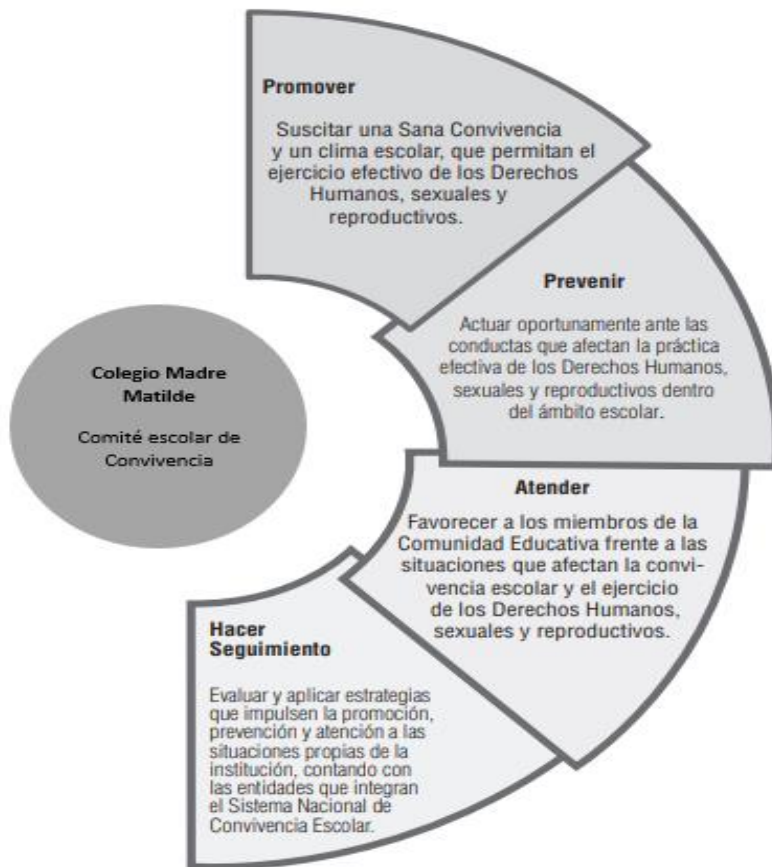 Promover
Suscitar una Sana Convivencia
y un clima escolar, que permitan el
ejercicio efectivo de los Derechos
Humanos, sexuales y
reproductivos.
Prevenir
Actuar oportunamente ante las
conductas que afectan la práctica
efectiva de los Derechos Humanos,
sexuales y reproductivos dentro
del ámbito escolar.
Colegio Madre
Matilde
Comité escolar de
Convivencia
Atender
Favorecer a los miembros de la
Comunidad Educativa frente a las
situaciones que afectan la convi-
vencia escolar y el ejercicio
de los Derechos Humanos,
sexuales y reproductivos.
Hacer
Seguimiento
Evaluar y aplicar estrategias
que impulsen la promoción,
prevención y atención a las
situaciones propias de la
institución, contando con
las entidades que integran
el Sistema Nacional de
Convivencia Escolar.